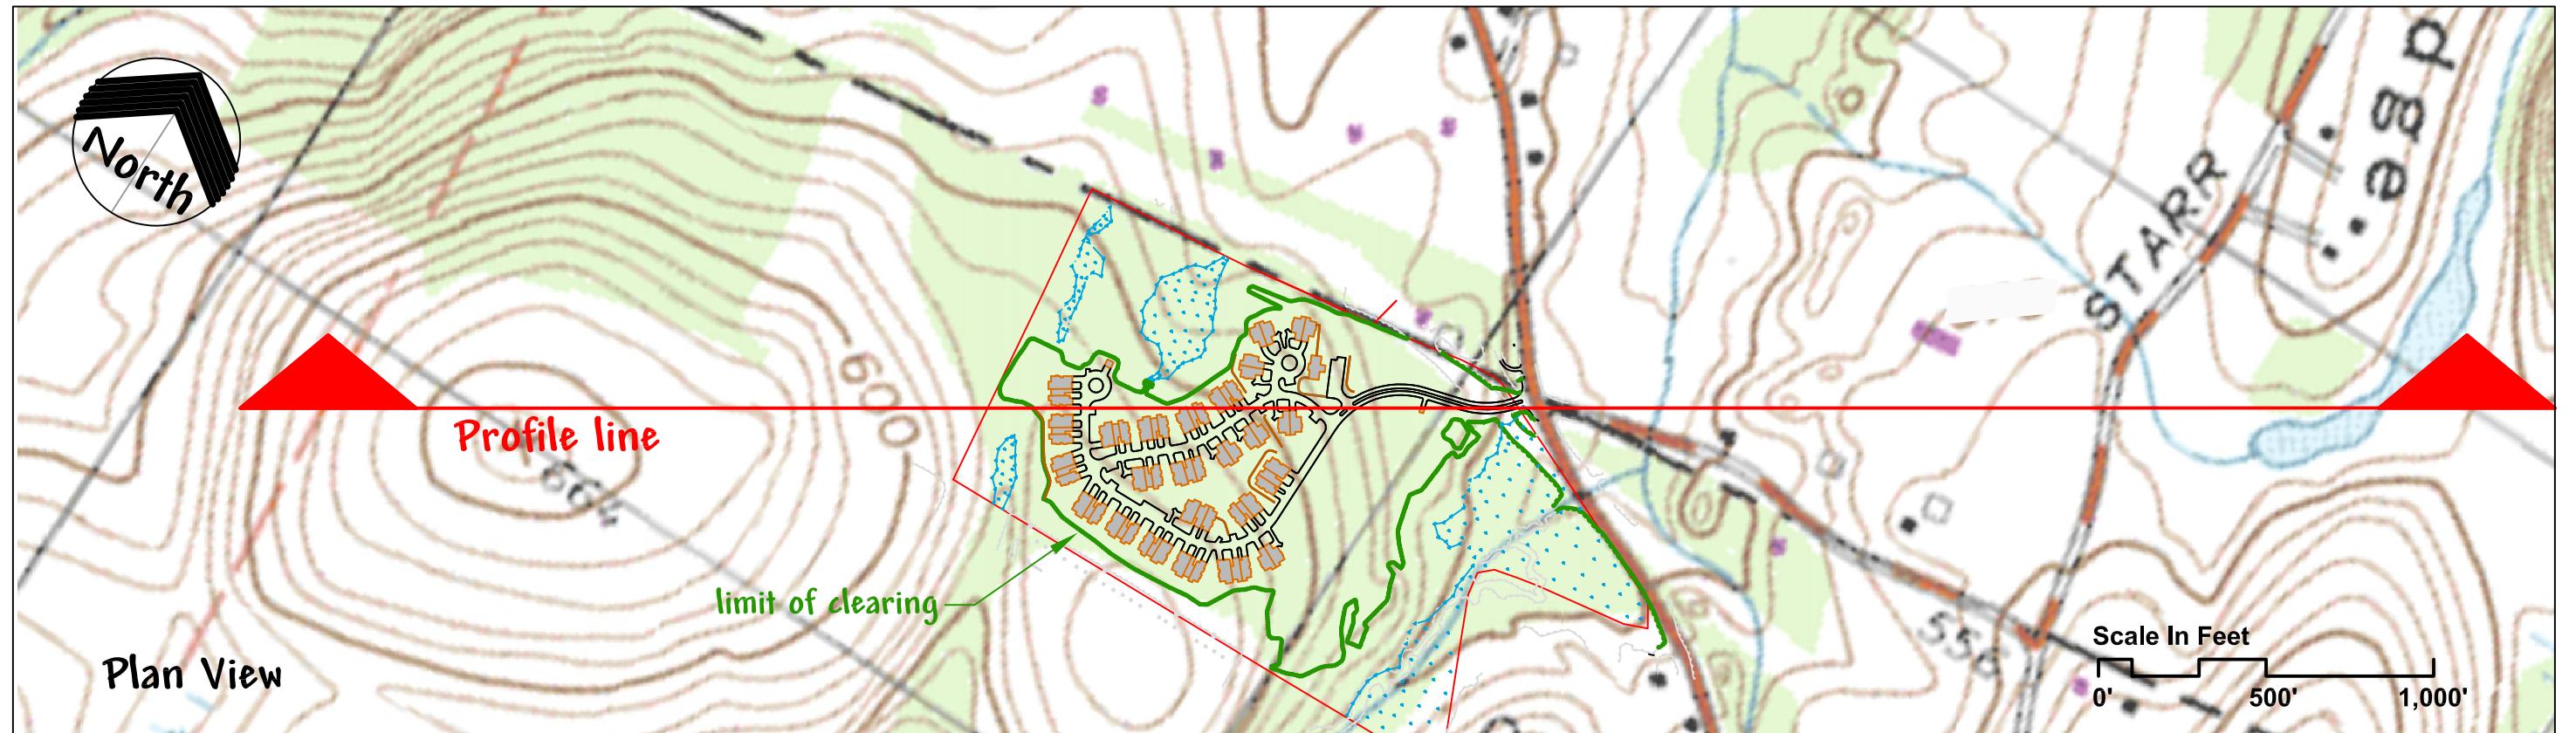 North
d
ge
STARR
600
Profile line
664
limit of clearing
556
Scale In Feet
0' 500' 1,000'
Plan View